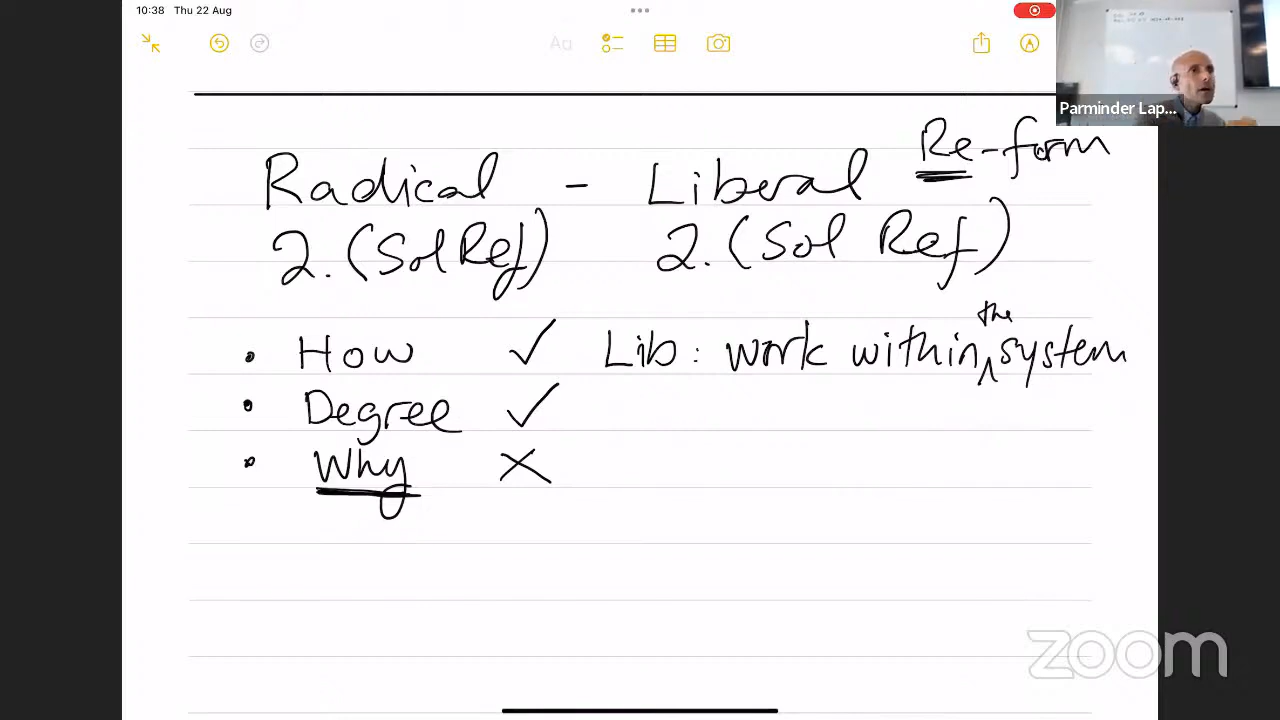 10:38 Thu 22 Aug
Aa
Parminder Lap...
Re-form
Radical - Liberal
2. (Sol Ref) 2. (Sol Ref)
• How ✓ Lib: work within the system
• Degree ✓
• Why ✗
zoom